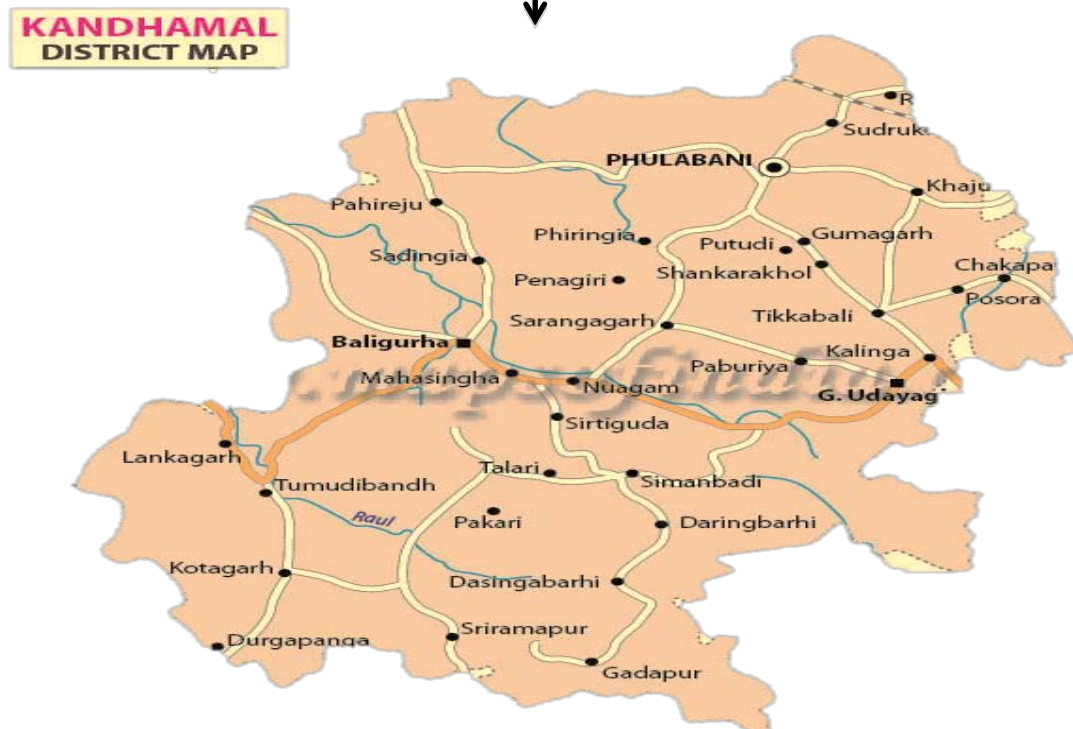 KANDHAMAL
DISTRICT MAP
R
Sudruk
PHULABANI
Khaju
Pahireju
Phiringia
Putudi
Gumagarh
Sadingia
Shankarakhol
Chakapa
Penagiri
Posora
Sarangagarh
Tikkabali
Baligurha
Kalinga
Paburiya
Mahasingha
Nuagam
G. Udayag
Sirtiguda
Lankagarh
Talari
Simanbadi
Tumudibandh
Raul
Pakari
Daringbarhi
Kotagarh
Dasingabarhi
Durgapanga
Sriramapur
Gadapur